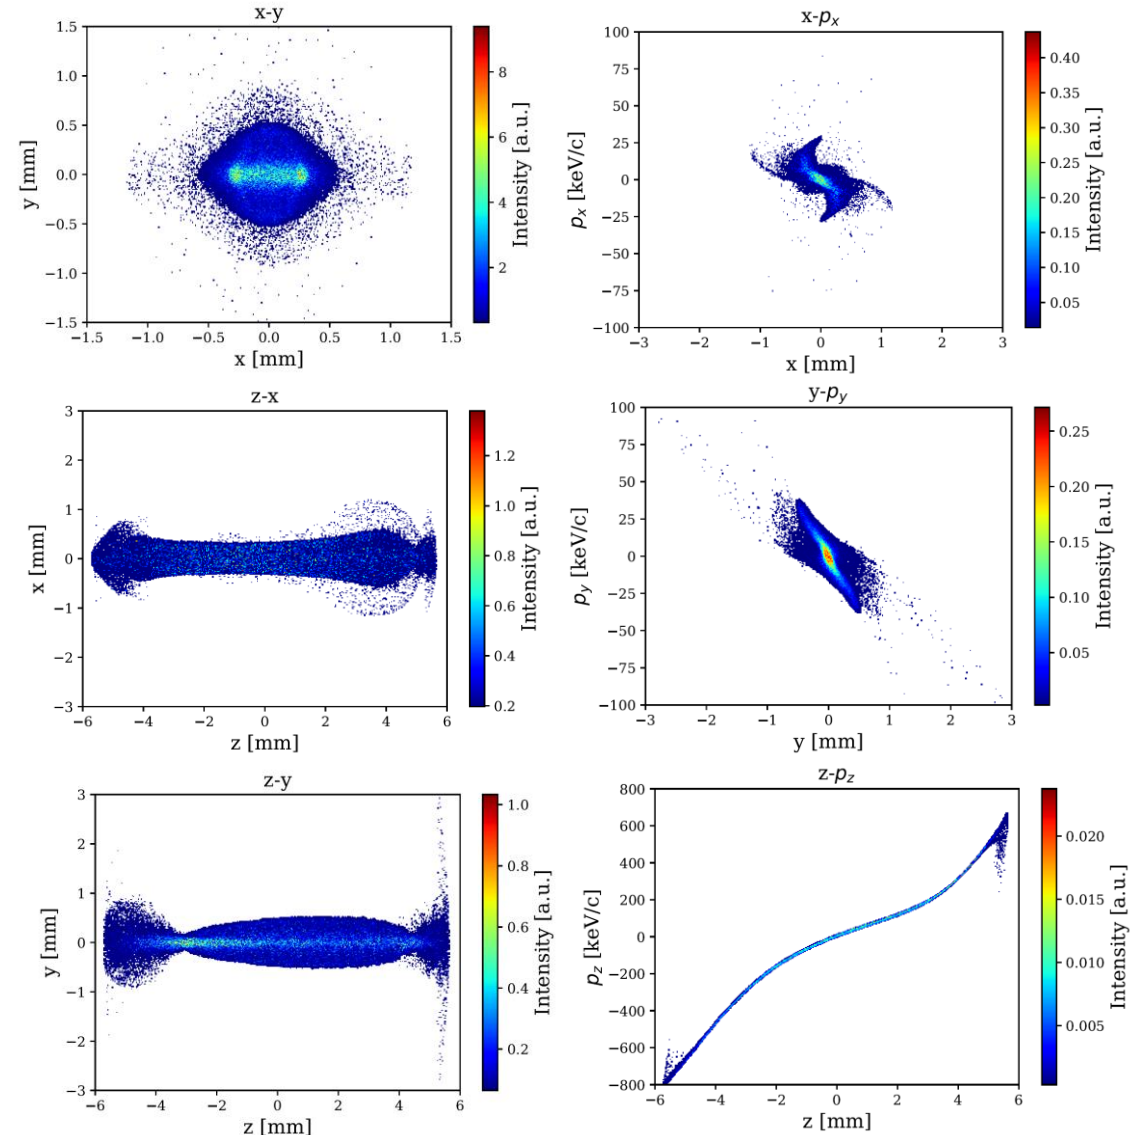 x-y
1.5
1.0
0.5
0.0
−0.5
−1.0
−1.5
−1.5 −1.0 −0.5 0.0 0.5 1.0 1.5
x [mm]
y [mm]
8
6
4
2
Intensity [a.u.]
x-pₓ
100
75
50
25
0
−25
−50
−75
−100
−3 −2 −1 0 1 2 3
x [mm]
pₓ [keV/c]
0.40
0.35
0.30
0.25
0.20
0.15
0.10
0.05
Intensity [a.u.]
z-x
3
2
1
0
−1
−2
−3
−6 −4 −2 0 2 4 6
z [mm]
x [mm]
1.2
1.0
0.8
0.6
0.4
0.2
Intensity [a.u.]
y-p_y
100
75
50
25
0
−25
−50
−75
−100
−3 −2 −1 0 1 2 3
y [mm]
p_y [keV/c]
0.25
0.20
0.15
0.10
0.05
Intensity [a.u.]
z-y
3
2
1
0
−1
−2
−3
−6 −4 −2 0 2 4 6
z [mm]
y [mm]
1.0
0.8
0.6
0.4
0.2
Intensity [a.u.]
z-p_z
800
600
400
200
0
−200
−400
−600
−800
−6 −4 −2 0 2 4 6
z [mm]
p_z [keV/c]
0.020
0.015
0.010
0.005
Intensity [a.u.]